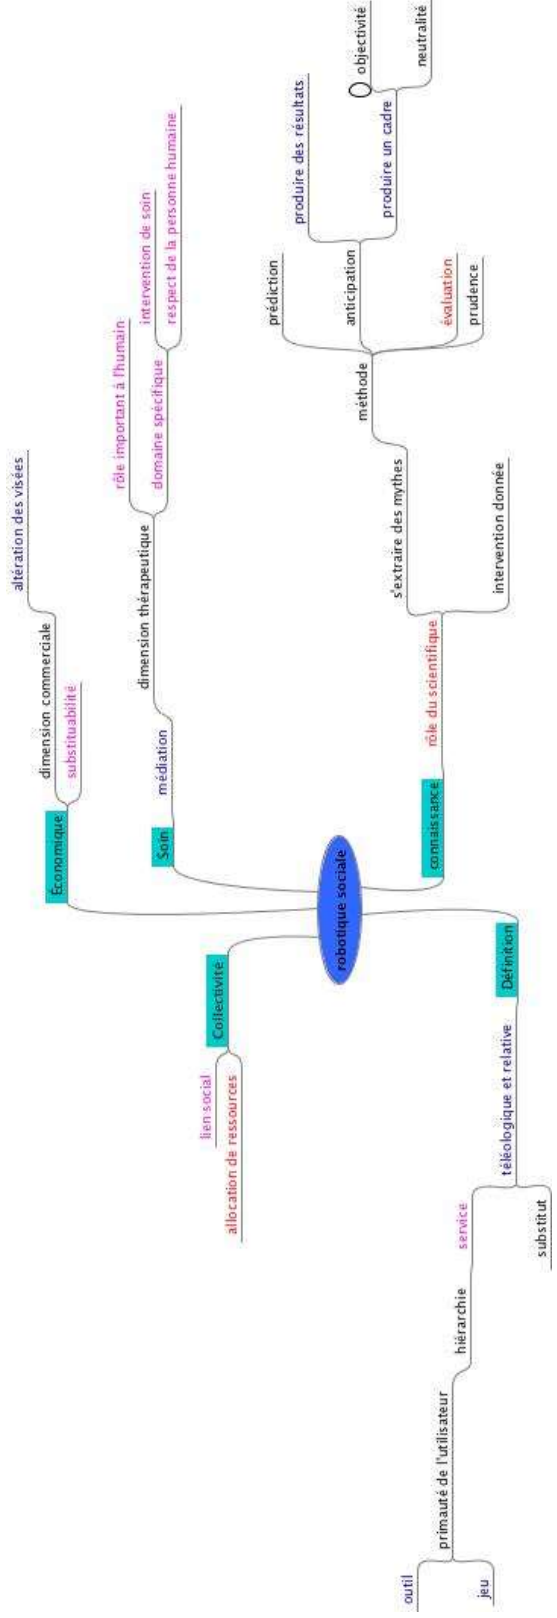 robotique sociale
Économique
dimension commerciale
altération des visées
substituabilité
Soin
médiation
dimension thérapeutique
rôle important à l'humain
domaine spécifique
intervention de soin
respect de la personne humaine
connaissance
rôle du scientifique
s'extraire des mythes
méthode
prédiction
anticipation
produire des résultats
produire un cadre
objectivité
neutralité
évaluation
prudence
intervention donnée
Collectivité
lien social
allocation de ressources
Définition
téléologique et relative
service
hiérarchie
primauté de l'utilisateur
outil
jeu
substitut